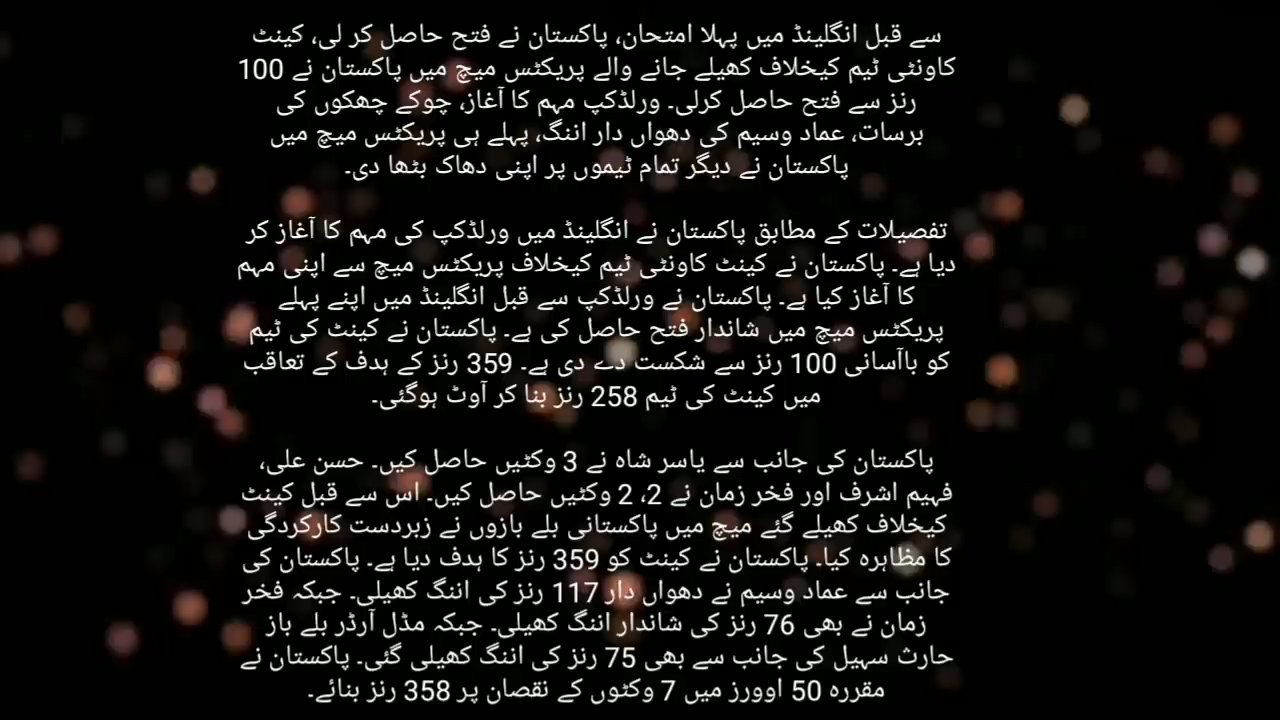 سے قبل انگلینڈ میں پہلا امتحان، پاکستان نے فتح حاصل کر لی، کینٹ
کاونٹی ٹیم کیخلاف کھیلے جانے والے پریکٹس میچ میں پاکستان نے 100
رنز سے فتح حاصل کرلی۔ ورلڈکپ مہم کا آغاز، چوکے چھکوں کی
برسات، عماد وسیم کی دھواں دار اننگ، پہلے ہی پریکٹس میچ میں
پاکستان نے دیگر تمام ٹیموں پر اپنی دھاک بٹھا دی۔
تفصیلات کے مطابق پاکستان نے انگلینڈ میں ورلڈکپ کی مہم کا آغاز کر
دیا ہے۔ پاکستان نے کینٹ کاونٹی ٹیم کیخلاف پریکٹس میچ سے اپنی مہم
کا آغاز کیا ہے۔ پاکستان نے ورلڈکپ سے قبل انگلینڈ میں اپنے پہلے
پریکٹس میچ میں شاندار فتح حاصل کی ہے۔ پاکستان نے کینٹ کی ٹیم
کو باآسانی 100 رنز سے شکست دے دی ہے۔ 359 رنز کے ہدف کے تعاقب
میں کینٹ کی ٹیم 258 رنز بنا کر آوٹ ہوگئی۔
پاکستان کی جانب سے یاسر شاہ نے 3 وکٹیں حاصل کیں۔ حسن علی،
فہیم اشرف اور فخر زمان نے 2، 2 وکٹیں حاصل کیں۔ اس سے قبل کینٹ
کیخلاف کھیلے گئے میچ میں پاکستانی بلے بازوں نے زبردست کارکردگی
کا مظاہرہ کیا۔ پاکستان نے کینٹ کو 359 رنز کا ہدف دیا ہے۔ پاکستان کی
جانب سے عماد وسیم نے دھواں دار 117 رنز کی اننگ کھیلی۔ جبکہ فخر
زمان نے بھی 76 رنز کی شاندار اننگ کھیلی۔ جبکہ مڈل آرڈر بلے باز
حارث سہیل کی جانب سے بھی 75 رنز کی اننگ کھیلی گئی۔ پاکستان نے
مقررہ 50 اوورز میں 7 وکٹوں کے نقصان پر 358 رنز بنائے۔